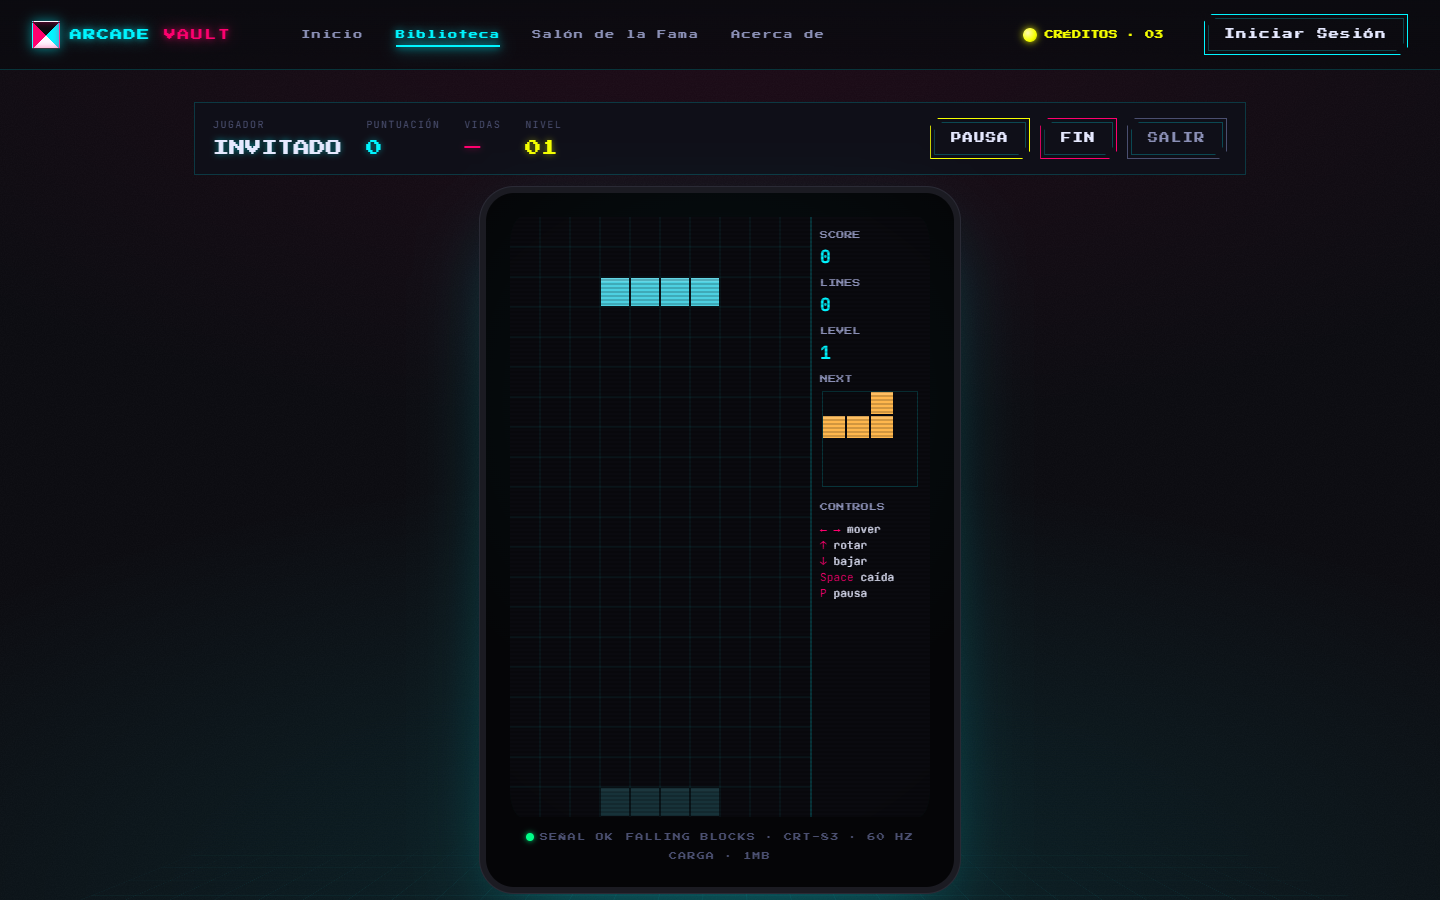 ARCADE VAULT
Inicio
Biblioteca
Salón de la Fama
Acerca de
CRéDITOS · 03
Iniciar Sesión
JUGADOR
INVITADO
PUNTUACIÓN
0
VIDAS
—
NIVEL
01
PAUSA
FIN
SALIR
SCORE
0
LINES
0
LEVEL
1
NEXT
CONTROLS
← → mover
↑ rotar
↓ bajar
Space caída
P pausa
SEÑAL OK FALLING BLOCKS · CRT-83 · 60 HZ
CARGA · 1MB